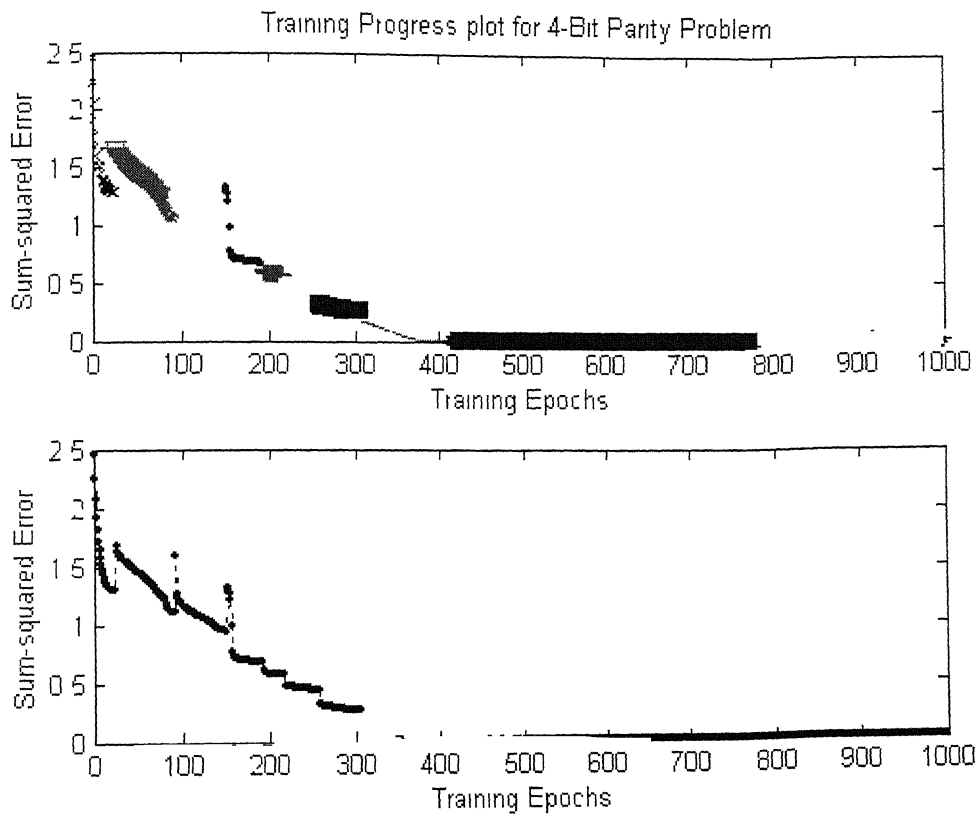 Training Progress plot for 4-Bit Parity Problem
2 5
2
1 5
1
0 5
0
Sum-squared Error
0 100 200 300 400 500 600 700 800 900 1000
Training Epochs
2 5
2
1 5
1
0 5
0
Sum-squared Error
0 100 200 300 400 500 600 700 800 900 1000
Training Epochs